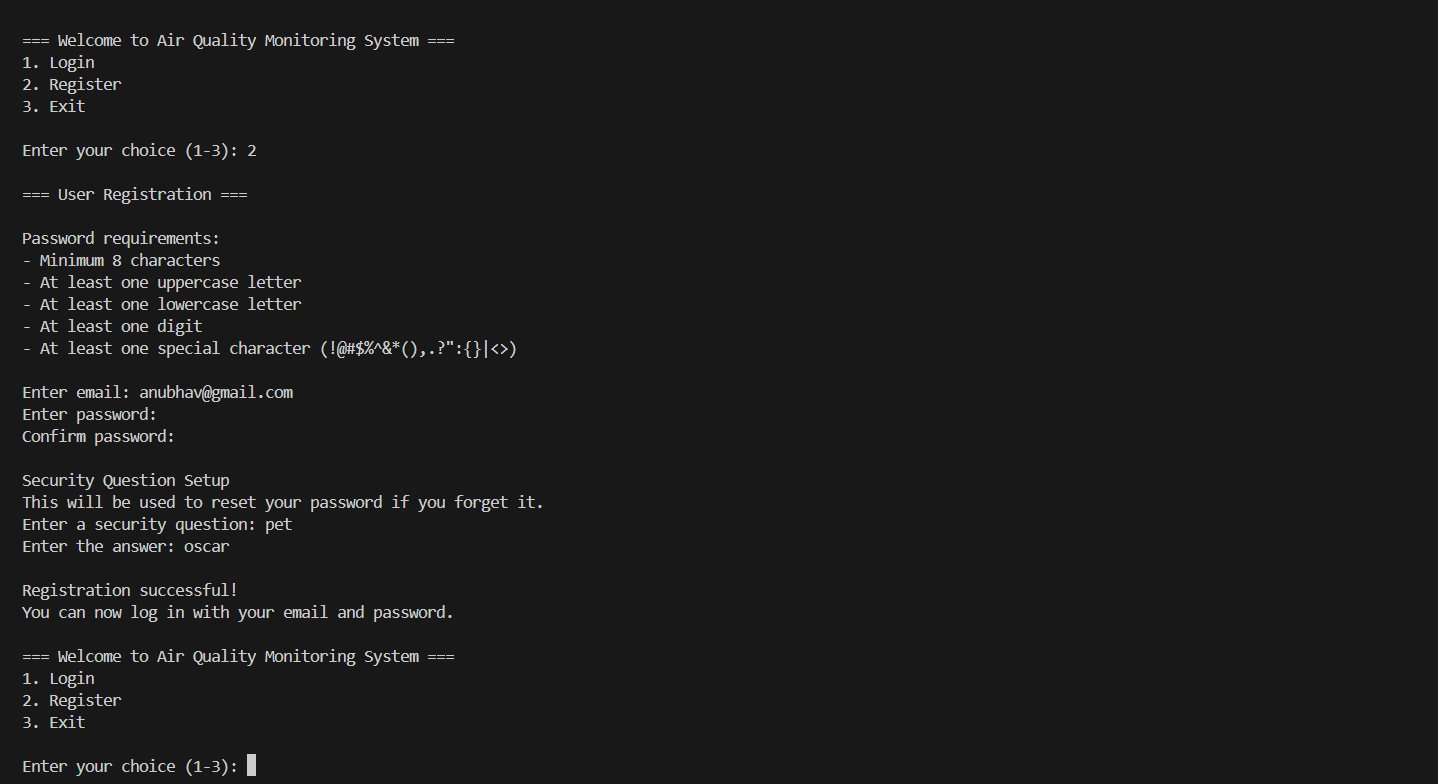 === Welcome to Air Quality Monitoring System ===
1. Login
2. Register
3. Exit
Enter your choice (1-3): 2
=== User Registration ===
Password requirements:
- Minimum 8 characters
- At least one uppercase letter
- At least one lowercase letter
- At least one digit
- At least one special character (!@#$%^&*(),.?":{}|<>)
Enter email: anubhav@gmail.com
Enter password:
Confirm password:
Security Question Setup
This will be used to reset your password if you forget it.
Enter a security question: pet
Enter the answer: oscar
Registration successful!
You can now log in with your email and password.
=== Welcome to Air Quality Monitoring System ===
1. Login
2. Register
3. Exit
Enter your choice (1-3):